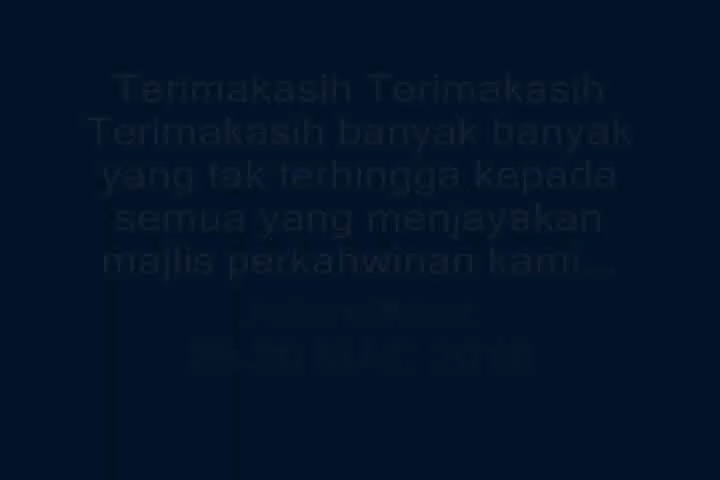 Terimakasih Terimakasih
Terimakasih banyak banyak
yang tak terhingga kepada
semua yang menjayakan
majlis perkahwinan kami...